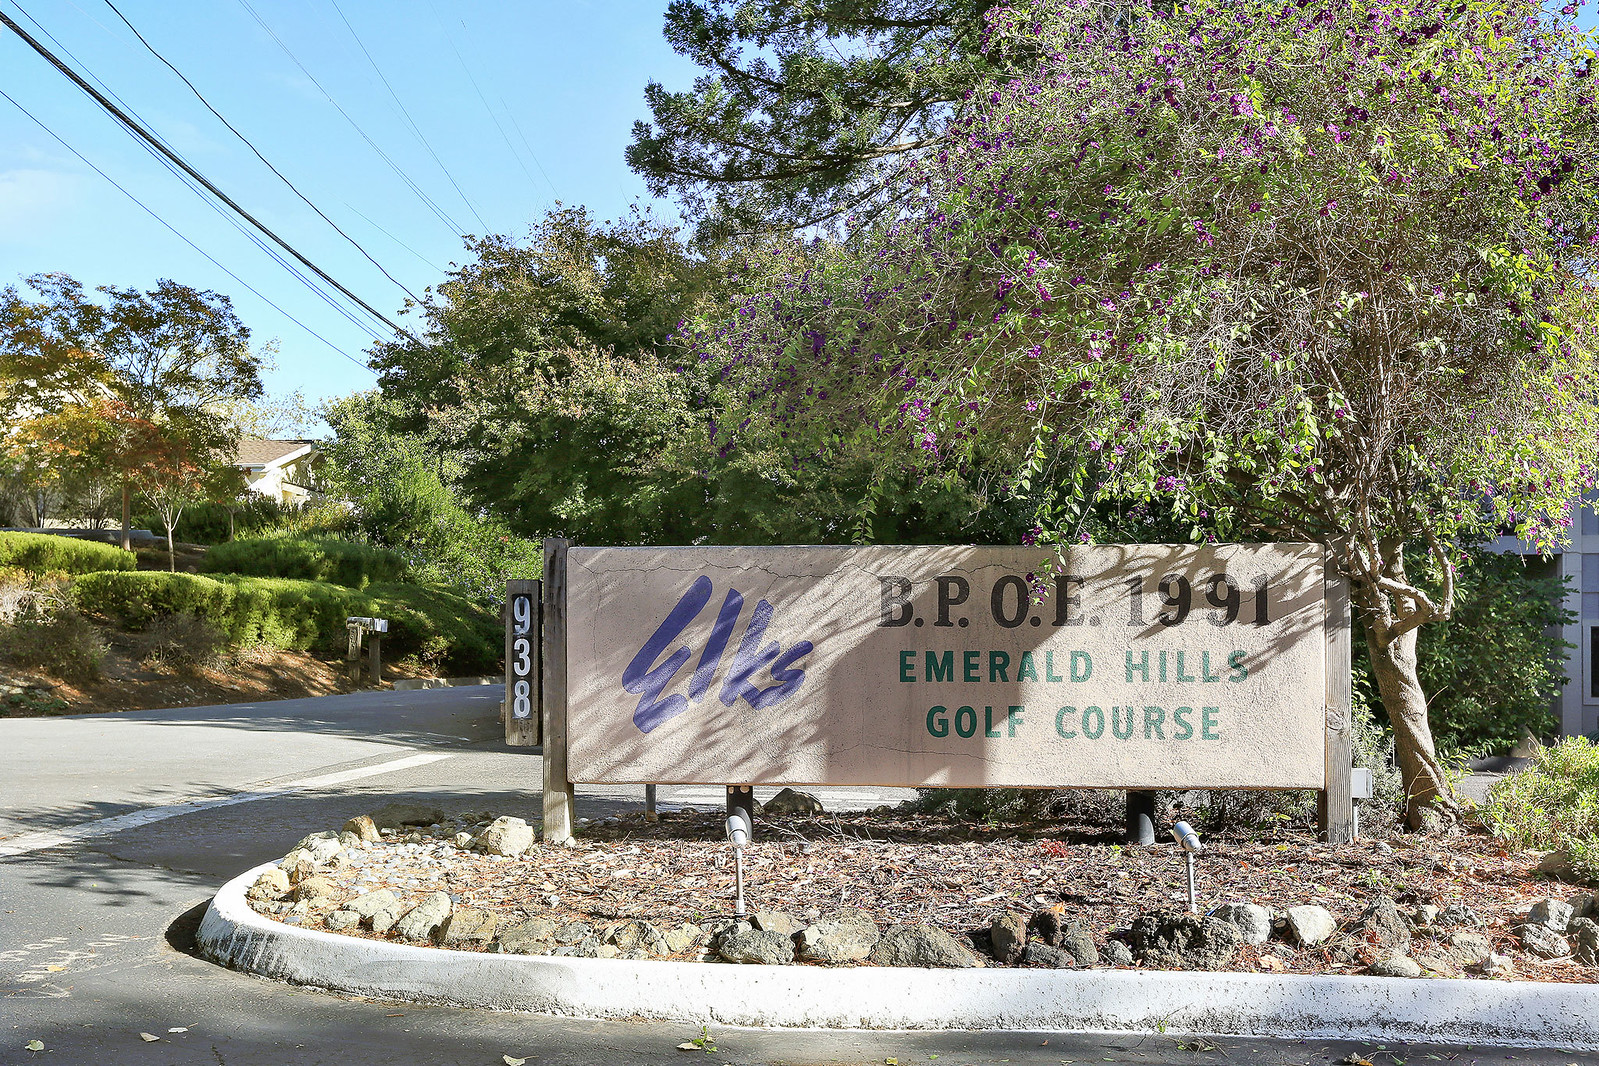 938
Elks
B.P.O.E. 1991
EMERALD HILLS
GOLF COURSE